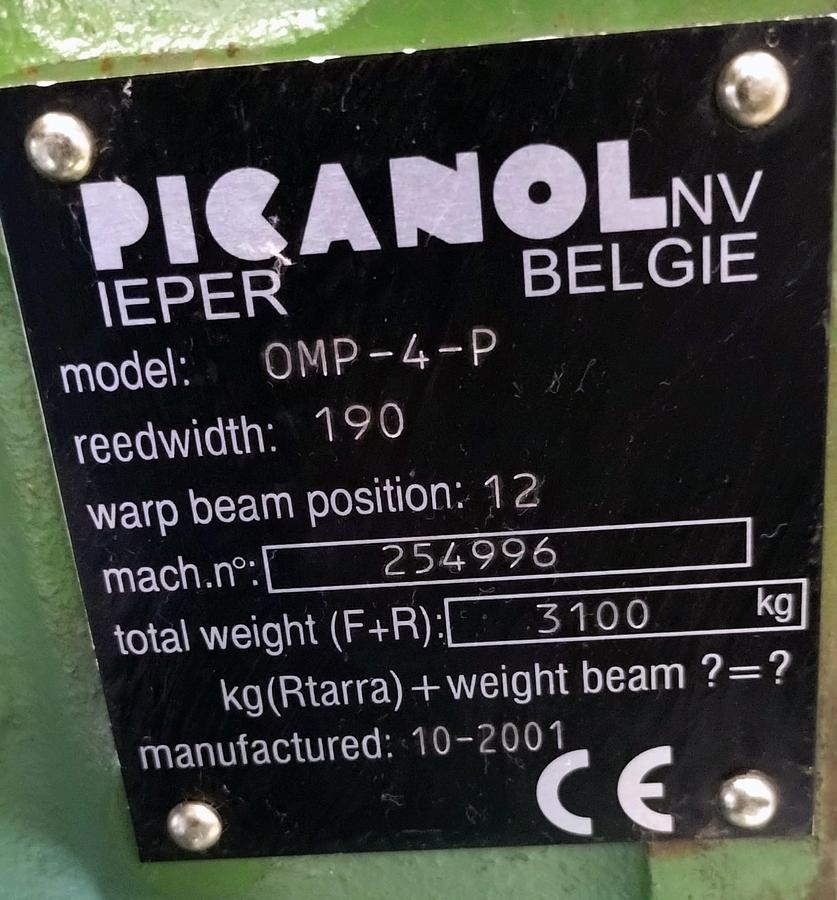 PICANOL NV
IEPER BELGIE
model: OMP-4-P
reedwidth: 190
warp beam position: 12
mach.n°: 254996
total weight (F+R): 3100 kg
kg(Rtarra)+weight beam ?=?
manufactured: 10-2001
CE